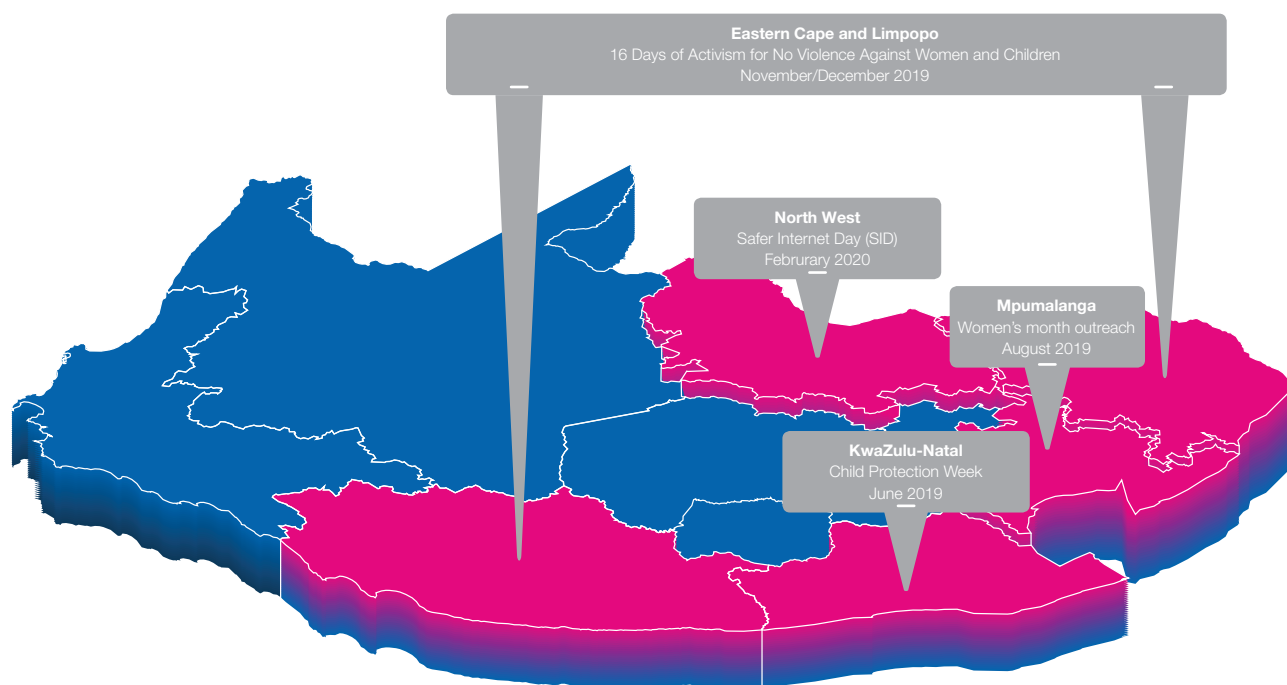 Eastern Cape and Limpopo
16 Days of Activism for No Violence Against Women and Children
November/December 2019
North West
Safer Internet Day (SID)
Februrary 2020
Mpumalanga
Women's month outreach
August 2019
KwaZulu-Natal
Child Protection Week
June 2019